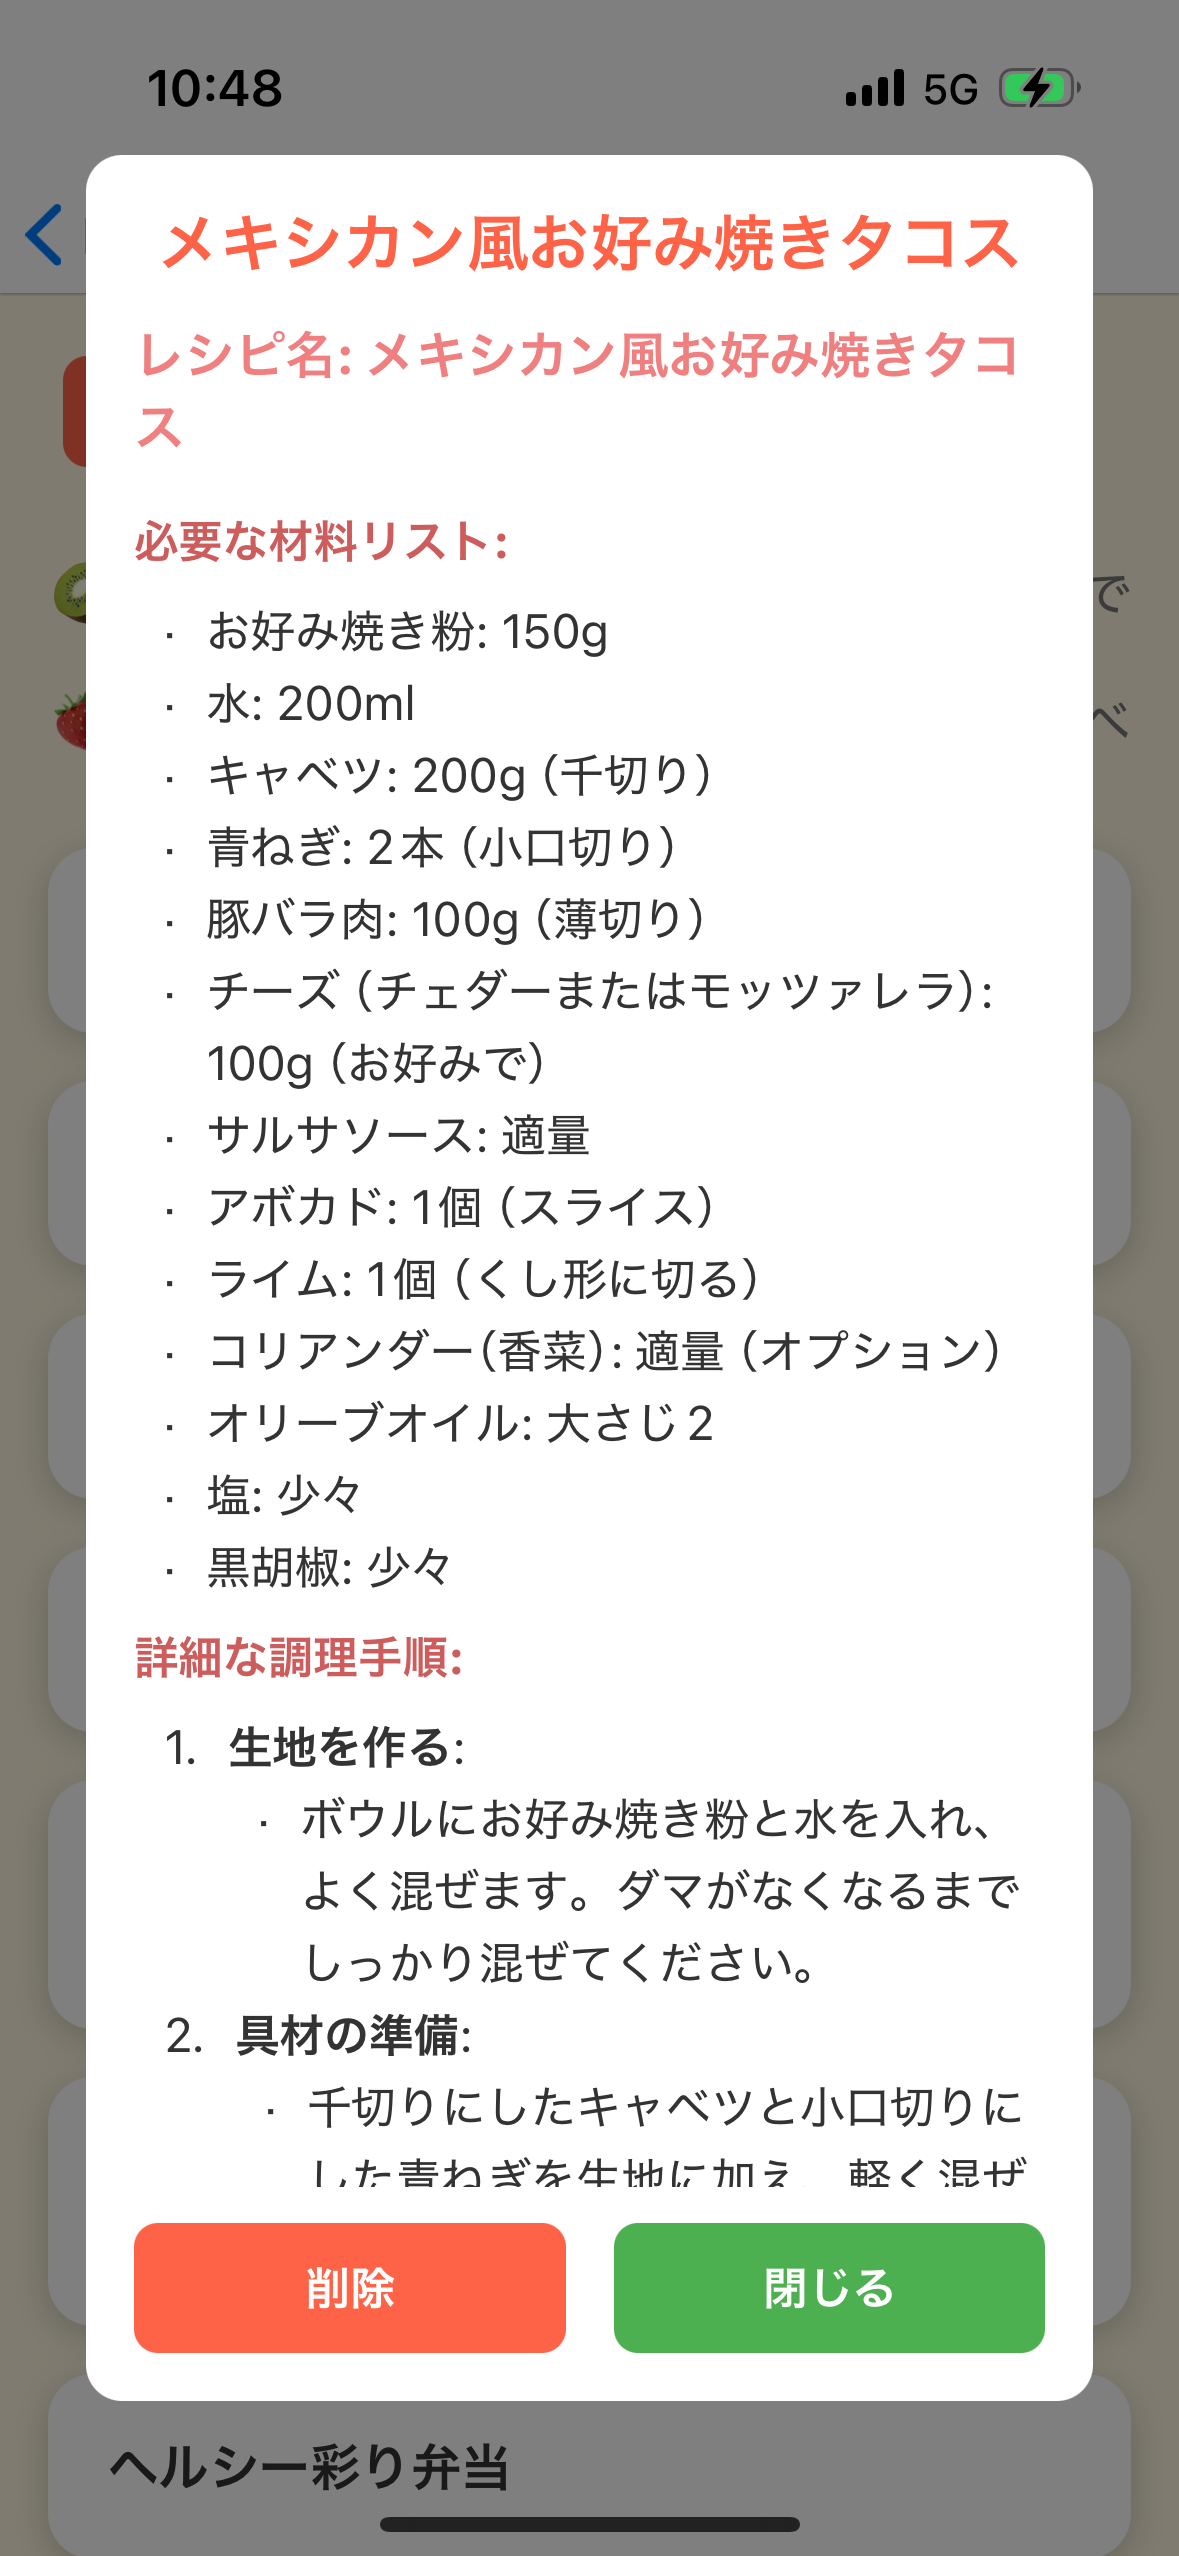 10:48
5G
メキシカン風お好み焼きタコス
レシピ名: メキシカン風お好み焼きタコ
ス
必要な材料リスト:
で
べ
· お好み焼き粉: 150g
· 水: 200ml
· キャベツ: 200g（千切り）
· 青ねぎ: 2本（小口切り）
· 豚バラ肉: 100g（薄切り）
· チーズ（チェダーまたはモッツァレラ）:
100g（お好みで）
· サルサソース: 適量
· アボカド: 1個（スライス）
· ライム: 1個（くし形に切る）
· コリアンダー（香菜）: 適量（オプション）
· オリーブオイル: 大さじ2
· 塩: 少々
· 黒胡椒: 少々
詳細な調理手順:
1. 生地を作る:
· ボウルにお好み焼き粉と水を入れ、
よく混ぜます。ダマがなくなるまで
しっかり混ぜてください。
2. 具材の準備:
· 千切りにしたキャベツと小口切りに
した青ねぎを生地に加え、軽く混ぜ
削除
閉じる
ヘルシー彩り弁当